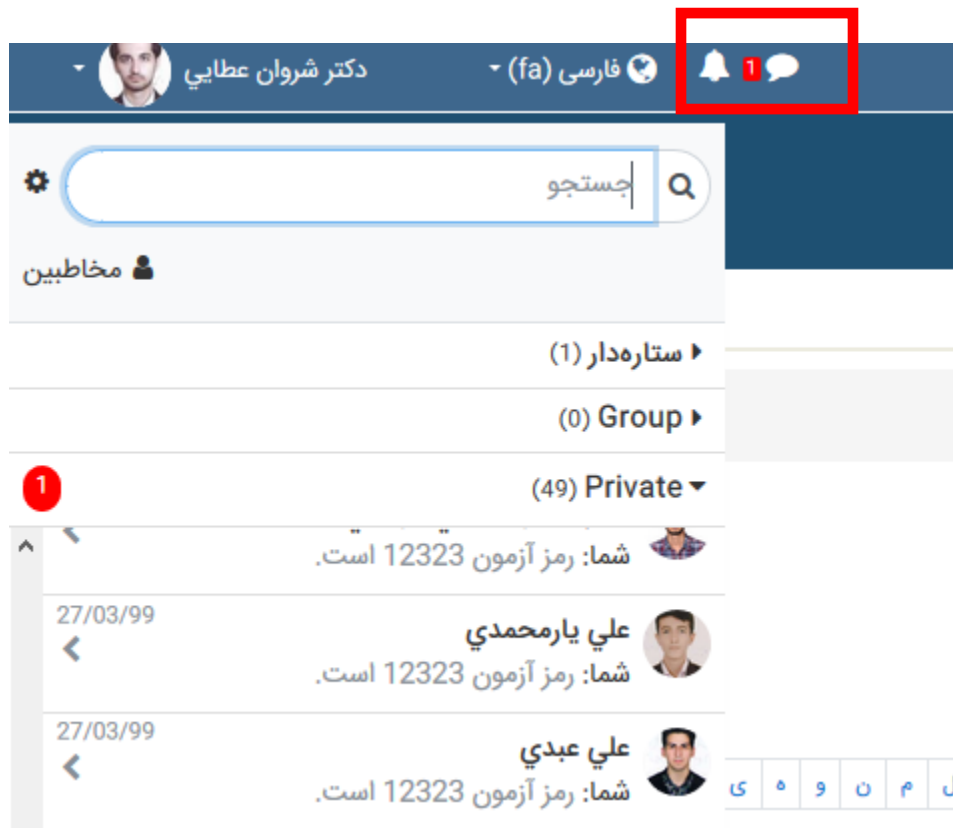 1 فارسی (fa) دکتر شروان عطايي
جستجو
مخاطبین
ستاره‌دار (1)
Group (0)
Private (49) 1
شما: رمز آزمون 12323 است.
علي يارمحمدي 27/03/99
شما: رمز آزمون 12323 است.
علي عبدي 27/03/99
شما: رمز آزمون 12323 است.
ل م ن و ه ی